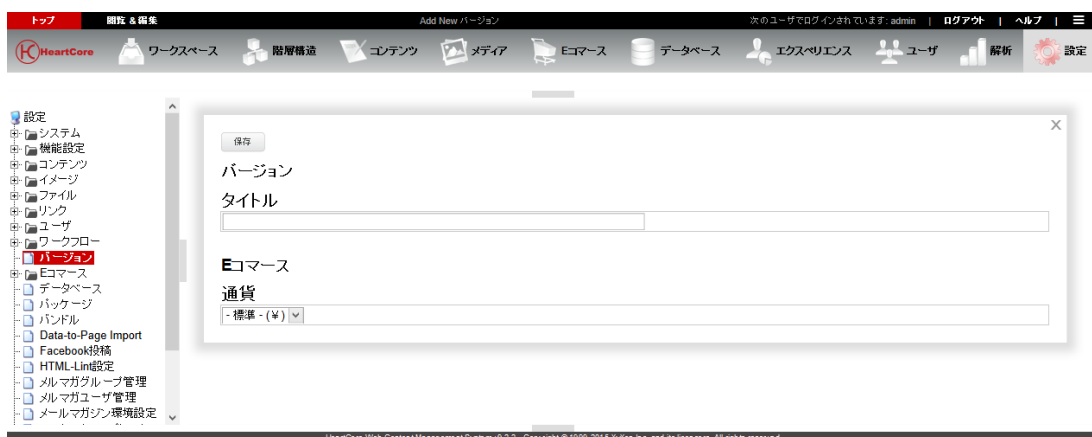 トップ 閲覧 & 編集 Add New バージョン 次のユーザでログインされています: admin | ログアウト | ヘルプ |
HeartCore ワークスペース 階層構造 コンテンツ メディア Eコマース データベース エクスペリエンス ユーザ 解析 設定
設定
システム
機能設定
コンテンツ
イメージ
ファイル
リンク
ユーザ
ワークフロー
バージョン
Eコマース
データベース
パッケージ
バンドル
Data-to-Page Import
Facebook投稿
HTML-Lint設定
メルマガグループ管理
メルマガユーザ管理
メールマガジン環境設定
保存
バージョン
タイトル
Eコマース
通貨
- 標準 - (¥)